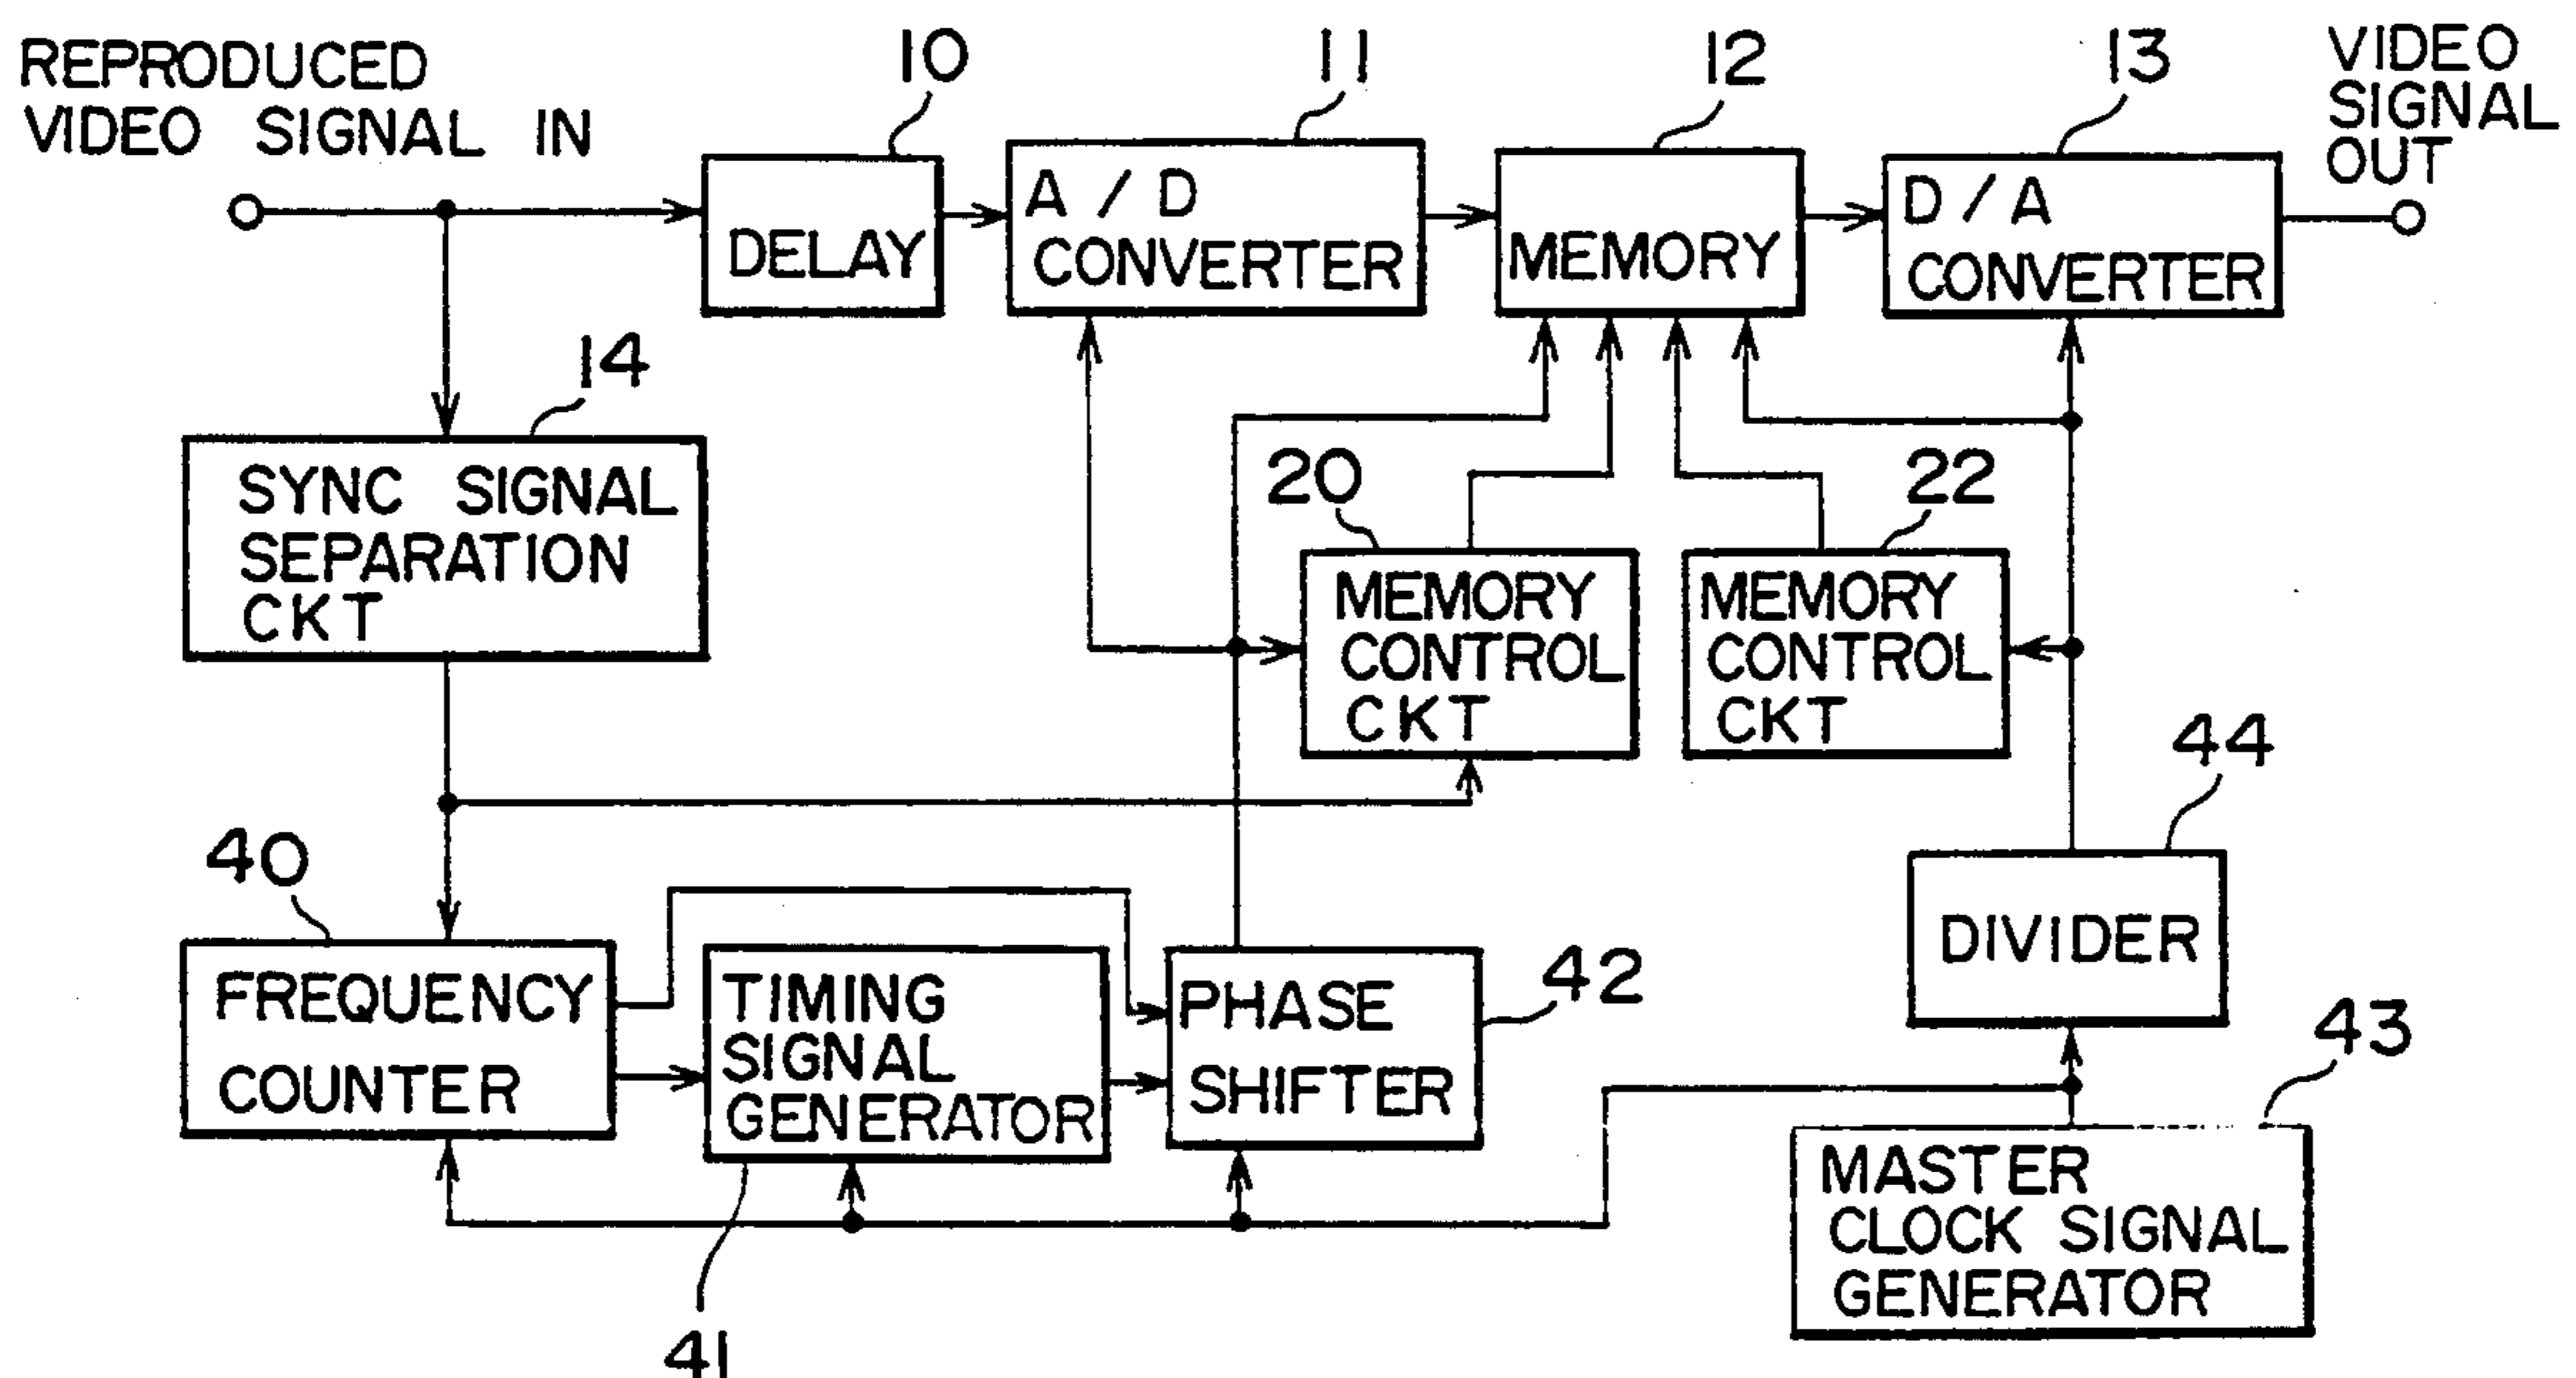 REPRODUCED
VIDEO SIGNAL IN
10
11
12
13
VIDEO
SIGNAL
OUT
DELAY
A / D
CONVERTER
MEMORY
D / A
CONVERTER
14
SYNC SIGNAL
SEPARATION
CKT
20
MEMORY
CONTROL
CKT
22
MEMORY
CONTROL
CKT
44
DIVIDER
40
FREQUENCY
COUNTER
TIMING
SIGNAL
GENERATOR
41
PHASE
SHIFTER
42
43
MASTER
CLOCK SIGNAL
GENERATOR